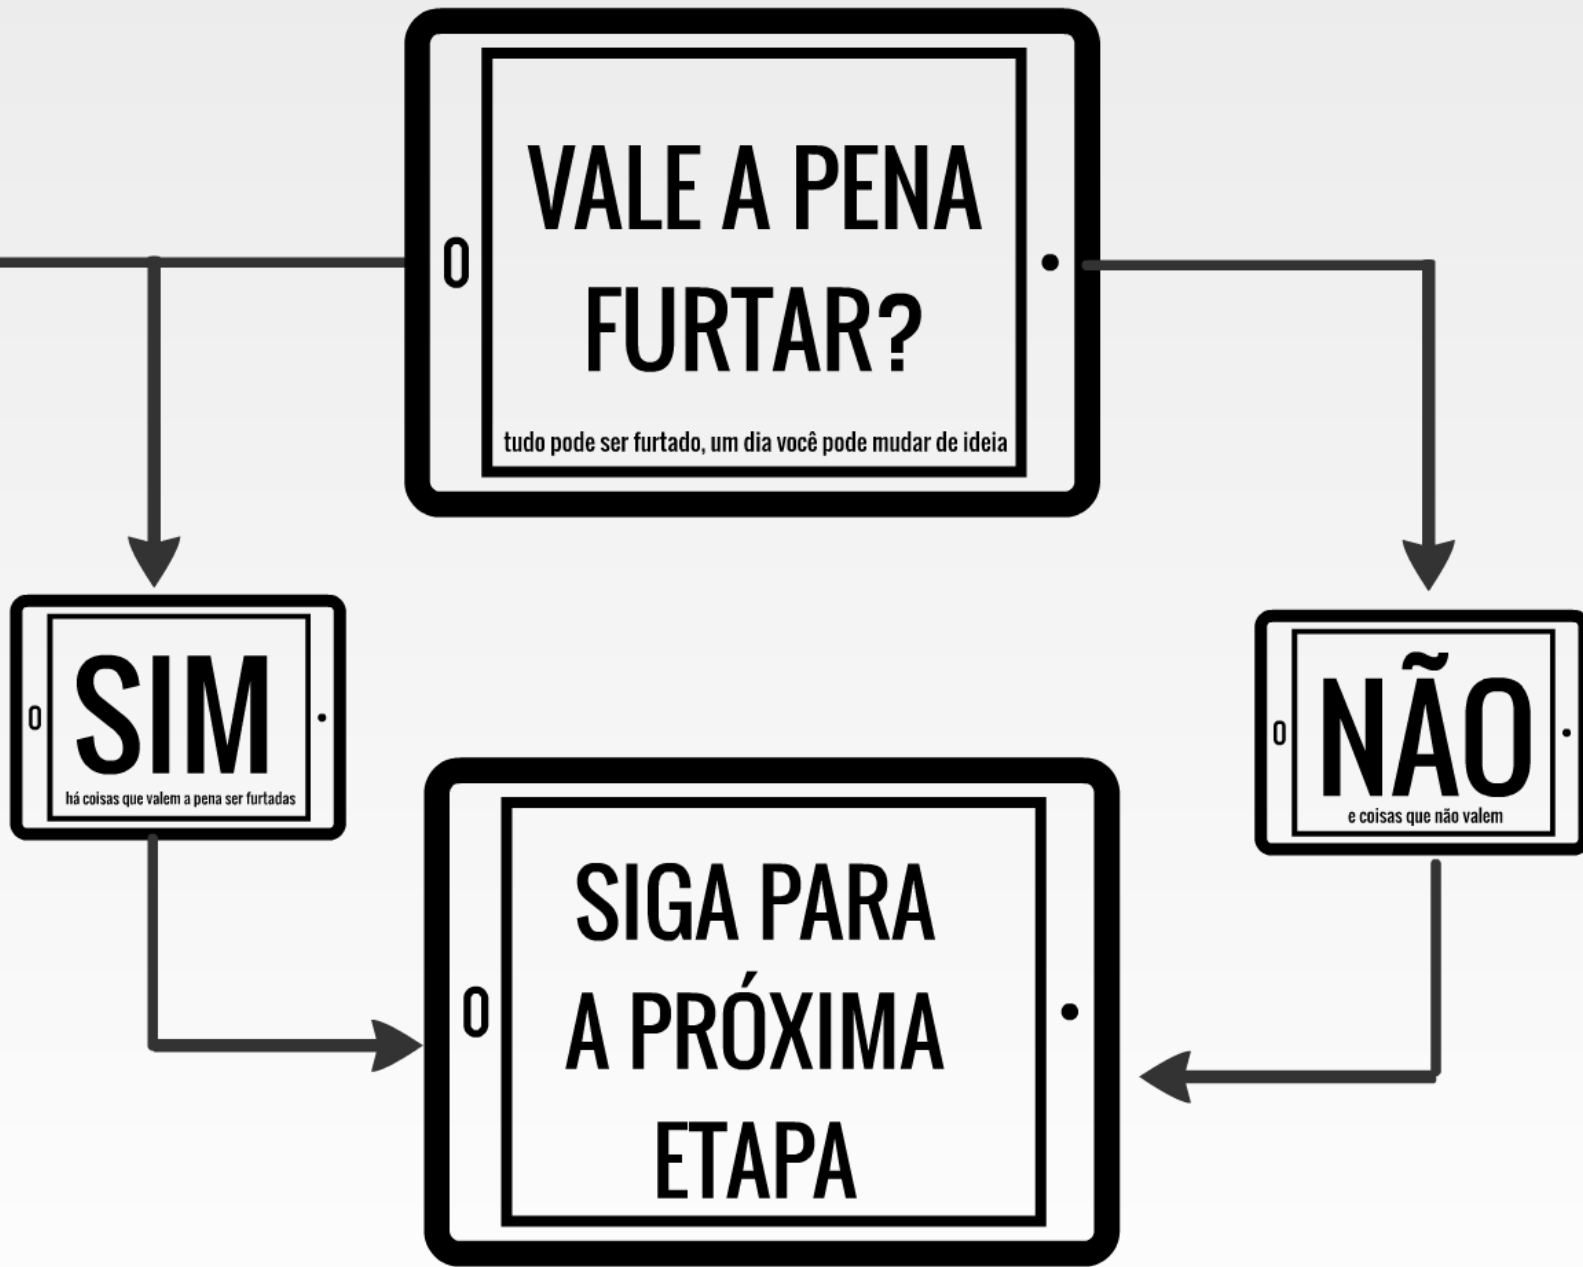 VALE A PENA
FURTAR?
tudo pode ser furtado, um dia você pode mudar de ideia
SIM
há coisas que valem a pena ser furtadas
NÃO
e coisas que não valem
SIGA PARA
A PRÓXIMA
ETAPA